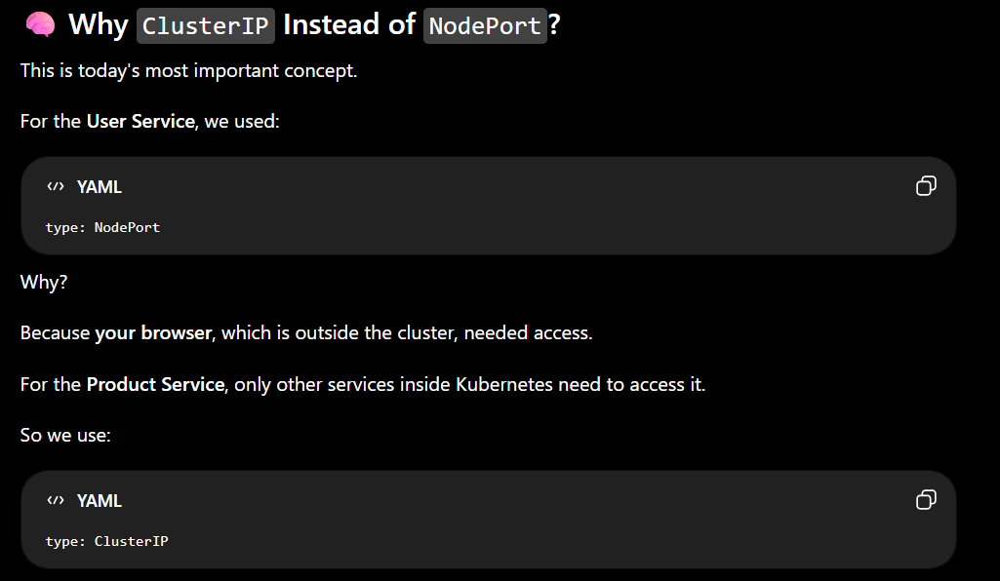 🧠 Why ClusterIP Instead of NodePort?
This is today's most important concept.
For the User Service, we used:
</> YAML
type: NodePort
Why?
Because your browser, which is outside the cluster, needed access.
For the Product Service, only other services inside Kubernetes need to access it.
So we use:
</> YAML
type: ClusterIP